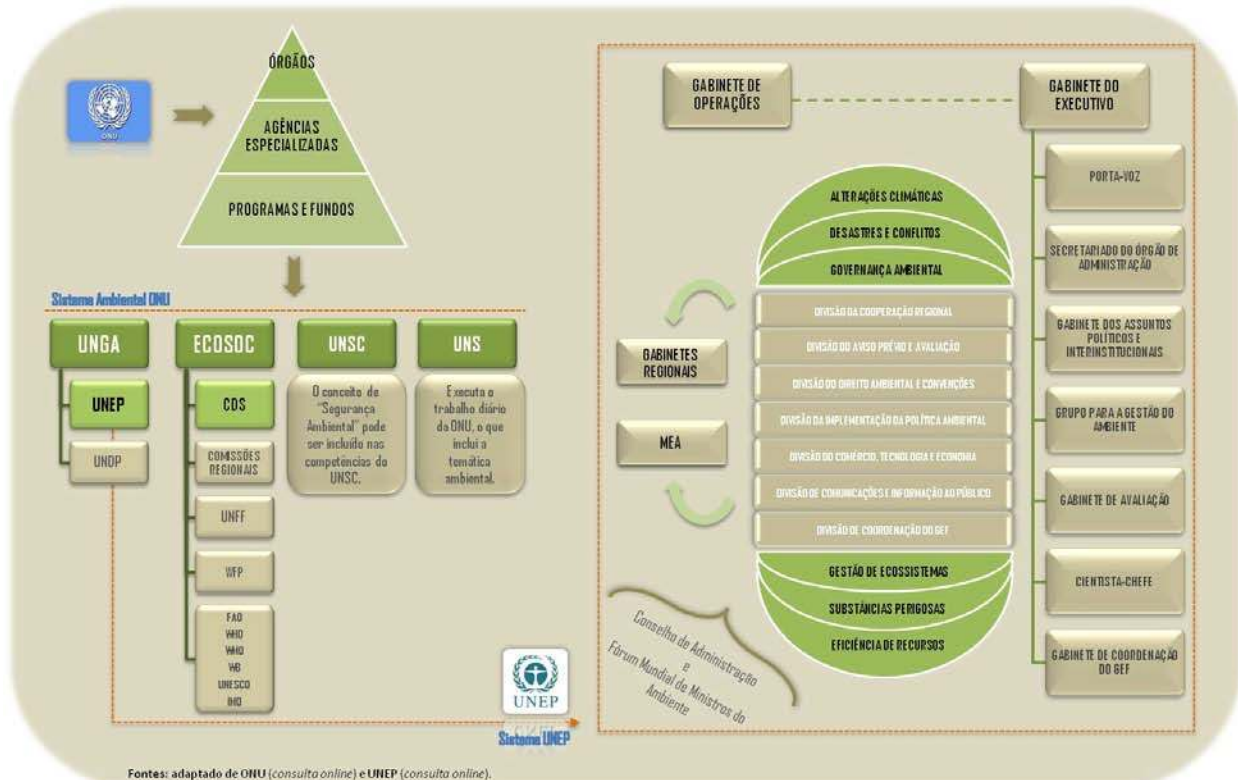 ONU
ÓRGÃOS
AGÊNCIAS
ESPECIALIZADAS
PROGRAMAS E FUNDOS
Sistema Ambiental ONU
UNGA
UNEP
UNDP
ECOSOC
CDS
COMISSÕES
REGIONAIS
UNFF
WFP
FAO
WHO
WHO
WB
UNESCO
IMO
UNSC
O conceito de
"Segurança
Ambiental" pode
ser incluído nas
competências do
UNSC.
UNS
Executa o
trabalho diário
da ONU, o que
inclui a
temática
ambiental.
UNEP
Sistema UNEP
GABINETE DE
OPERAÇÕES
GABINETE DO
EXECUTIVO
ALTERAÇÕES CLIMÁTICAS
DESASTRES E CONFLITOS
GOVERNANÇA AMBIENTAL
DIVISÃO DA COOPERAÇÃO REGIONAL
DIVISÃO DO AVISO PRÉVIO E AVALIAÇÃO
DIVISÃO DO DIREITO AMBIENTAL E CONVENÇÕES
DIVISÃO DA IMPLEMENTAÇÃO DA POLÍTICA AMBIENTAL
DIVISÃO DO COMÉRCIO, TECNOLOGIA E ECONOMIA
DIVISÃO DE COMUNICAÇÕES E INFORMAÇÃO AO PÚBLICO
DIVISÃO DE COORDENAÇÃO DO GEF
GESTÃO DE ECOSSISTEMAS
SUBSTÂNCIAS PERIGOSAS
EFICIÊNCIA DE RECURSOS
GABINETES
REGIONAIS
MEA
Conselho de Administração
e
Fórum Mundial de Ministros do
Ambiente
PORTA-VOZ
SECRETARIADO DO ÓRGÃO DE
ADMINISTRAÇÃO
GABINETE DOS ASSUNTOS
POLÍTICOS E
INTERINSTITUCIONAIS
GRUPO PARA A GESTÃO DO
AMBIENTE
GABINETE DE AVALIAÇÃO
CIENTISTA-CHEFE
GABINETE DE COORDENAÇÃO
DO GEF
Fontes: adaptado de ONU (consulta online) e UNEP (consulta online).